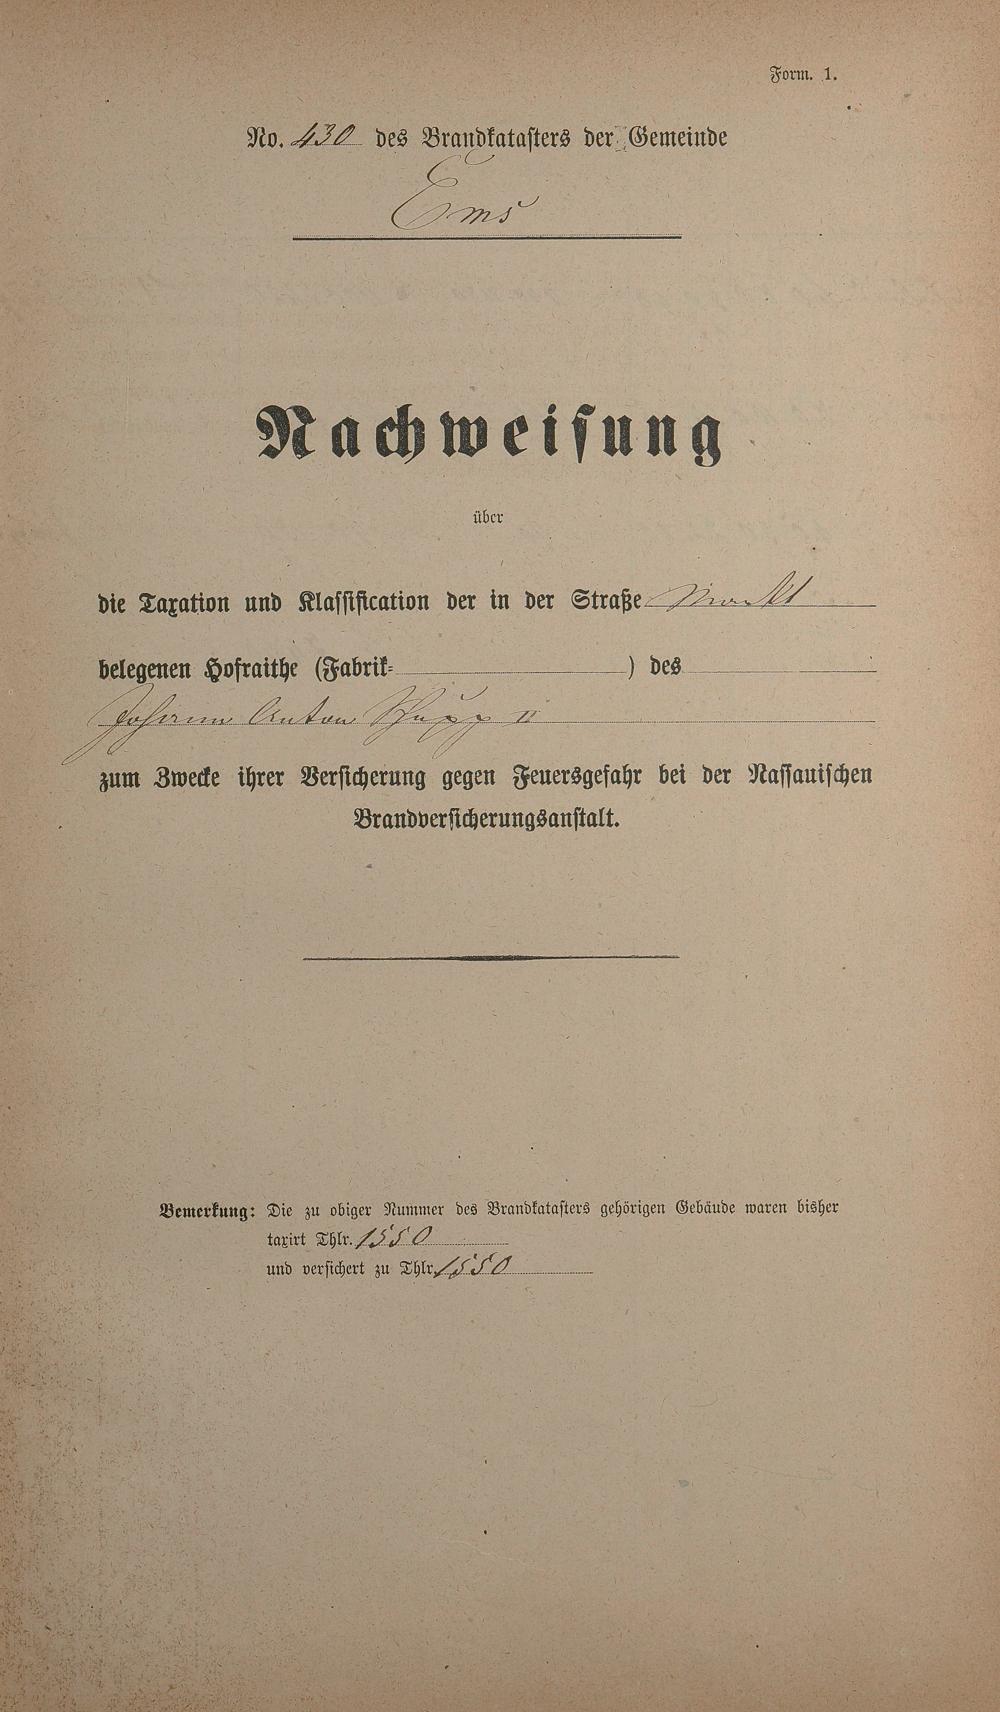 Form. 1.
No. 430 des Brandkatasters der Gemeinde
Ems
Nachweisung
über
die Taxation und Klassification der in der Straße Markt
belegenen Hofraithe (Fabrik- ) des
Johann Anton II
zum Zwecke ihrer Versicherung gegen Feuersgefahr bei der Nassauischen
Brandversicherungsanstalt.
Bemerkung: Die zu obiger Nummer des Brandkatasters gehörigen Gebäude waren bisher
taxirt Thlr. 1550
und versichert zu Thlr. 1550